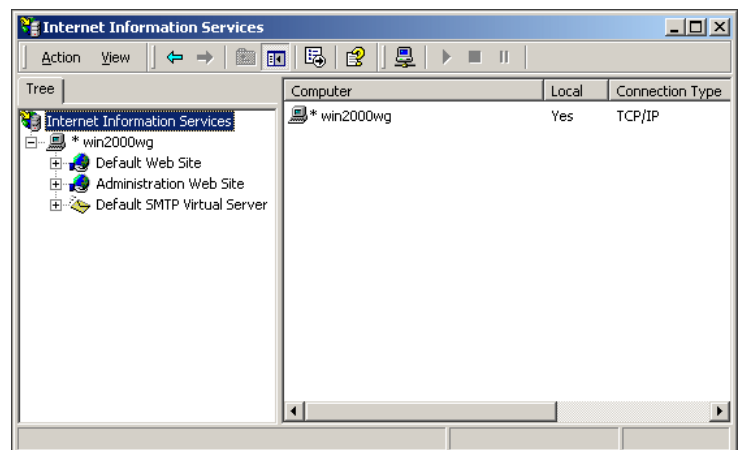 Internet Information Services
Action View
Tree
Computer Local Connection Type
Internet Information Services
* win2000wg
Default Web Site
Administration Web Site
Default SMTP Virtual Server
* win2000wg Yes TCP/IP